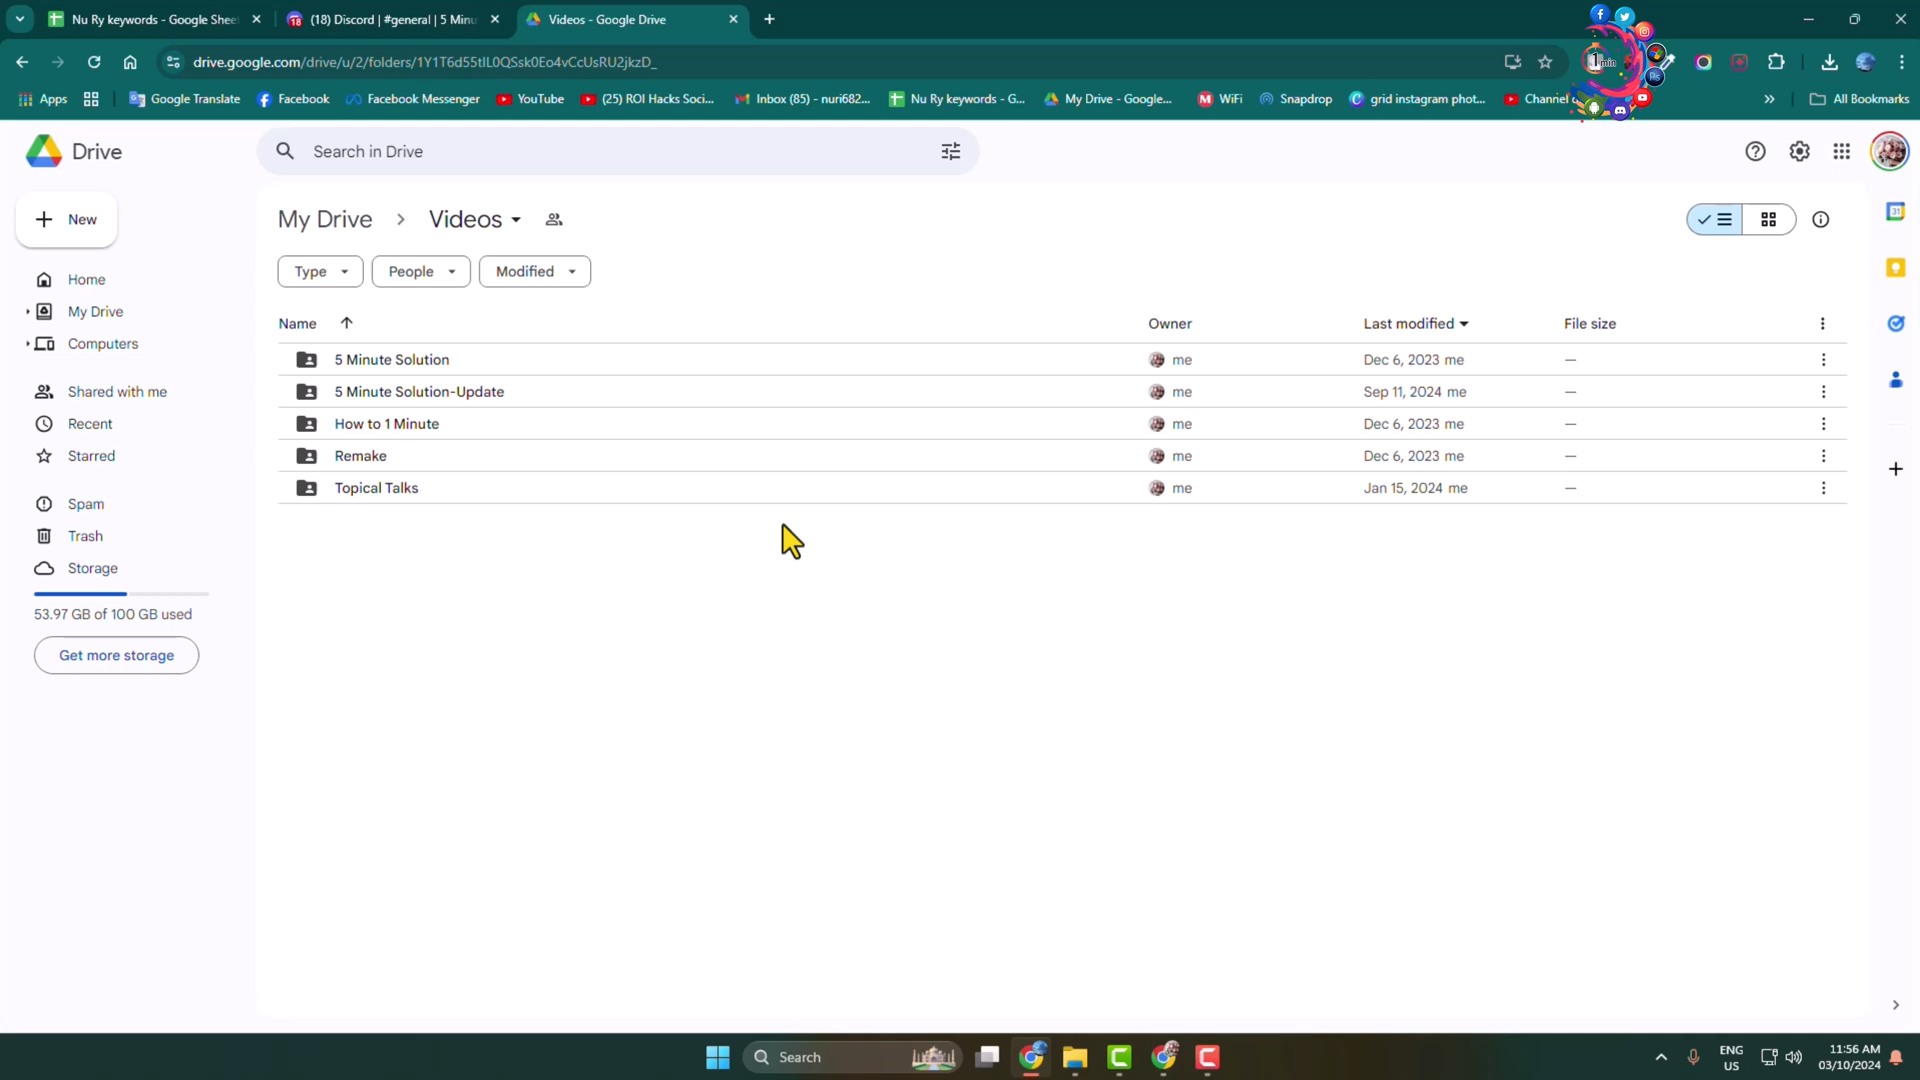 Nu Ry keywords - Google Shee
(18) Discord | #general | 5 Minu
Videos - Google Drive
drive.google.com/drive/u/2/folders/1Y1T6d55tIL0QSsk0Eo4vCcUsRU2jkzD_
Apps
Google Translate
Facebook
Facebook Messenger
YouTube
(25) ROI Hacks Soci...
Inbox (85) - nuri682...
Nu Ry keywords - G...
My Drive - Google...
WiFi
Snapdrop
grid instagram phot...
Channel
All Bookmarks
1min
Drive
Search in Drive
New
My Drive
Videos
Type
People
Modified
Home
My Drive
Computers
Shared with me
Recent
Starred
Spam
Trash
Storage
53.97 GB of 100 GB used
Get more storage
Name Owner Last modified File size
5 Minute Solution me Dec 6, 2023 me —
5 Minute Solution-Update me Sep 11, 2024 me —
How to 1 Minute me Dec 6, 2023 me —
Remake me Dec 6, 2023 me —
Topical Talks me Jan 15, 2024 me —
Search
ENG
US
11:56 AM
03/10/2024